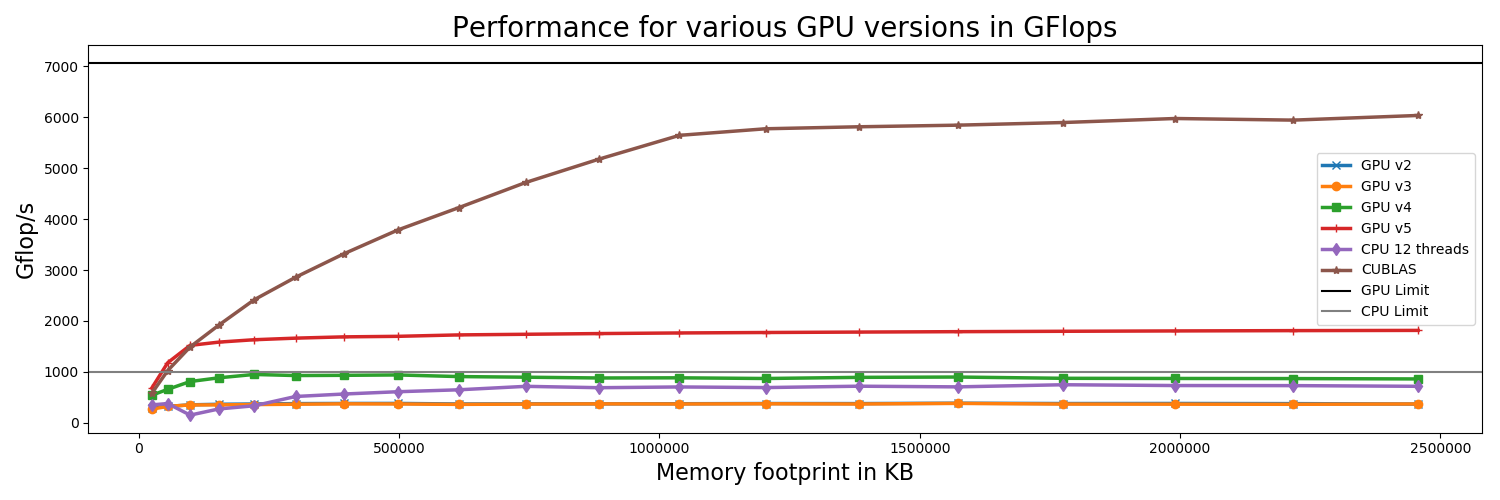 Performance for various GPU versions in GFlops
Gflop/s
7000
6000
5000
4000
3000
2000
1000
0
GPU v2
GPU v3
GPU v4
GPU v5
CPU 12 threads
CUBLAS
GPU Limit
CPU Limit
0 500000 1000000 1500000 2000000 2500000
Memory footprint in KB